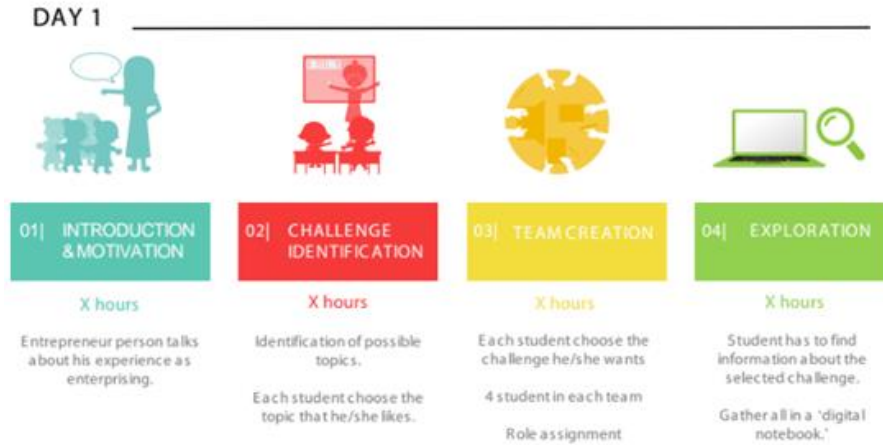 DAY 1
CHALLENGE
01| INTRODUCTION
& MOTIVATION
X hours
Entrepreneur person talks
about his experience as
enterprising.
02| CHALLENGE
IDENTIFICATION
X hours
Identification of possible
topics.
Each student choose the
topic that he/she likes.
03| TEAM CREATION
X hours
Each student choose the
challenge he/she wants
4 student in each team
Role assignment
04| EXPLORATION
X hours
Student has to find
information about the
selected challenge.
Gather all in a 'digital
notebook.'